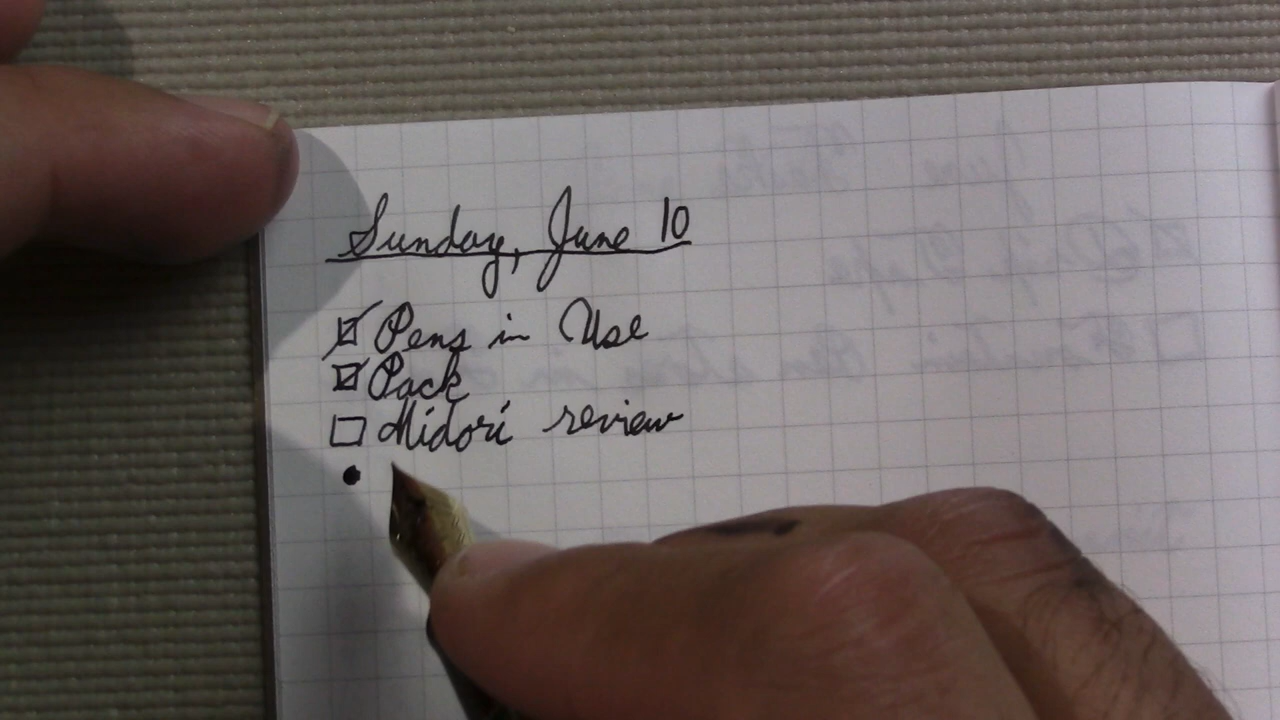 Sunday, June 10
☑ Pens in Use
☑ Pack
☐ Midori review
●